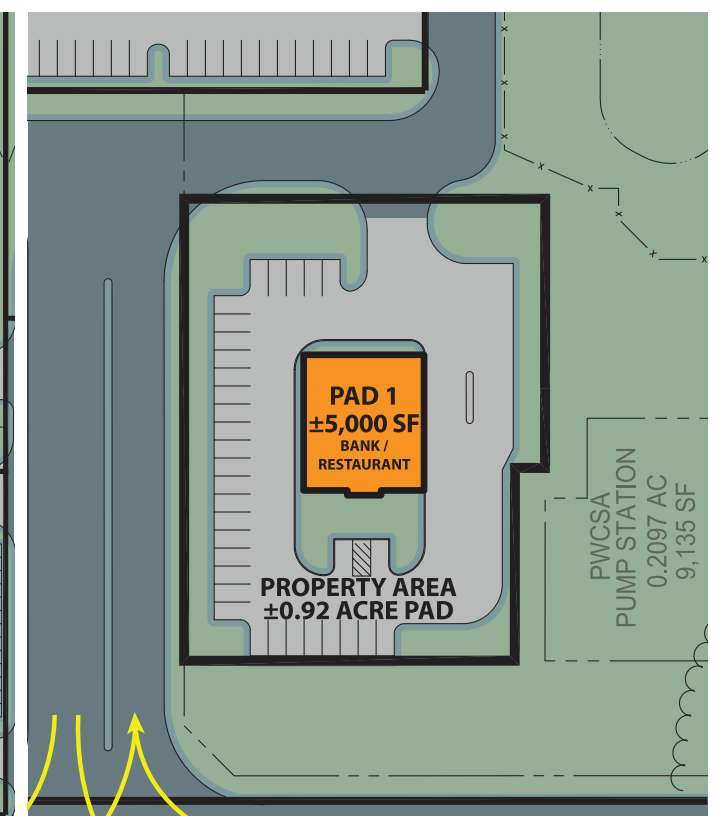 PAD 1
±5,000 SF
BANK /
RESTAURANT
PROPERTY AREA
±0.92 ACRE PAD
PWCSA
PUMP STATION
0.2097 AC
9,135 SF